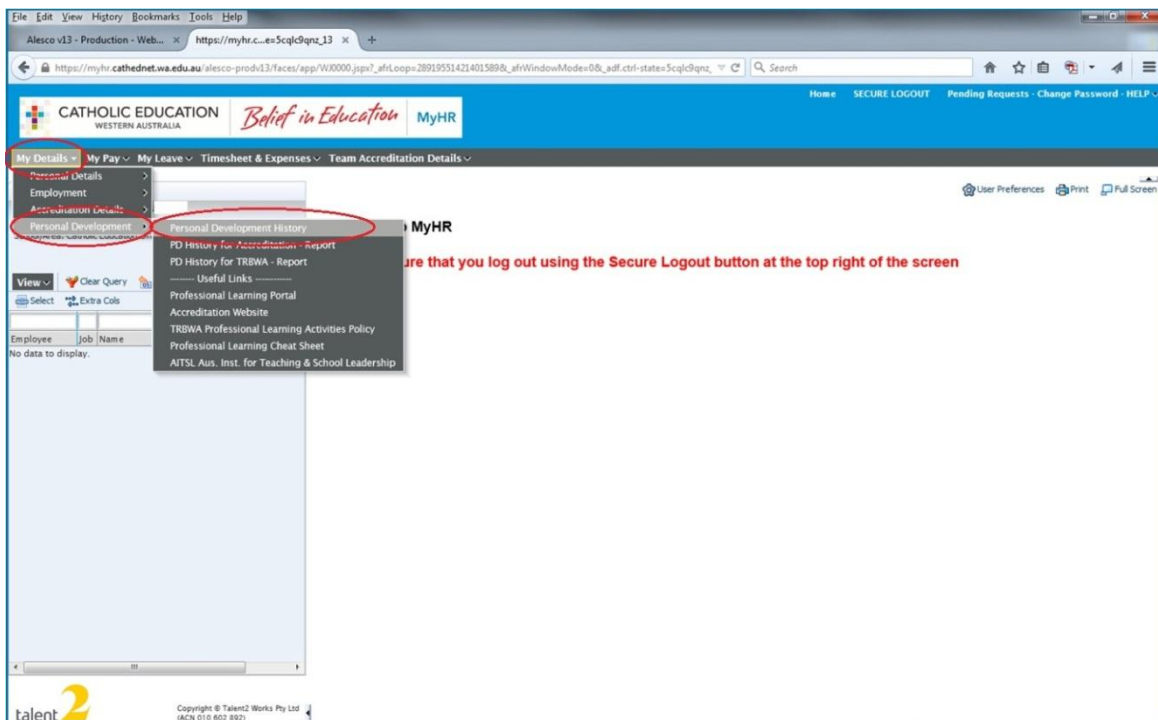 File Edit View History Bookmarks Tools Help
Alesco v13 - Production - Web... × https://myhr.c...e=5cqlc9qnz_13 × +
https://myhr.cathednet.wa.edu.au/alesco-prodv13/faces/app/WJ0000.jspx?_afrLoop=289195514214015898&_afrWindowMode=0&_adf.ctrl-state=5cqlc9qnz_ Search
Home SECURE LOGOUT Pending Requests - Change Password - HELP
CATHOLIC EDUCATION
WESTERN AUSTRALIA
Belief in Education MyHR
My Details My Pay My Leave Timesheet & Expenses Team Accreditation Details
Personal Details
Employment
Accreditation Details
Personal Development
User Preferences Print Full Screen
Personal Development History
PD History for Accreditation - Report
PD History for TRBWA - Report
------- Useful Links -----------
Professional Learning Portal
Accreditation Website
TRBWA Professional Learning Activities Policy
Professional Learning Cheat Sheet
AITSL Aus. Inst. for Teaching & School Leadership
MyHR
ure that you log out using the Secure Logout button at the top right of the screen
View Clear Query
Select Extra Cols
Employee Job Name
No data to display.
talent2
Copyright © Talent2 Works Pty Ltd
(ACN 010 602 892)